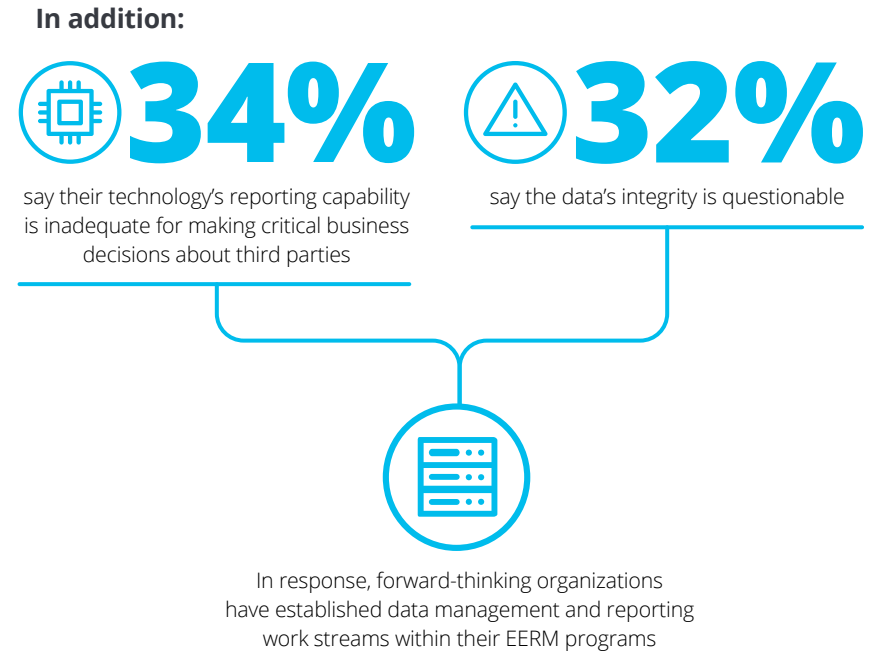 In addition:
34%
say their technology’s reporting capability
is inadequate for making critical business
decisions about third parties
32%
say the data’s integrity is questionable
In response, forward-thinking organizations
have established data management and reporting
work streams within their EERM programs